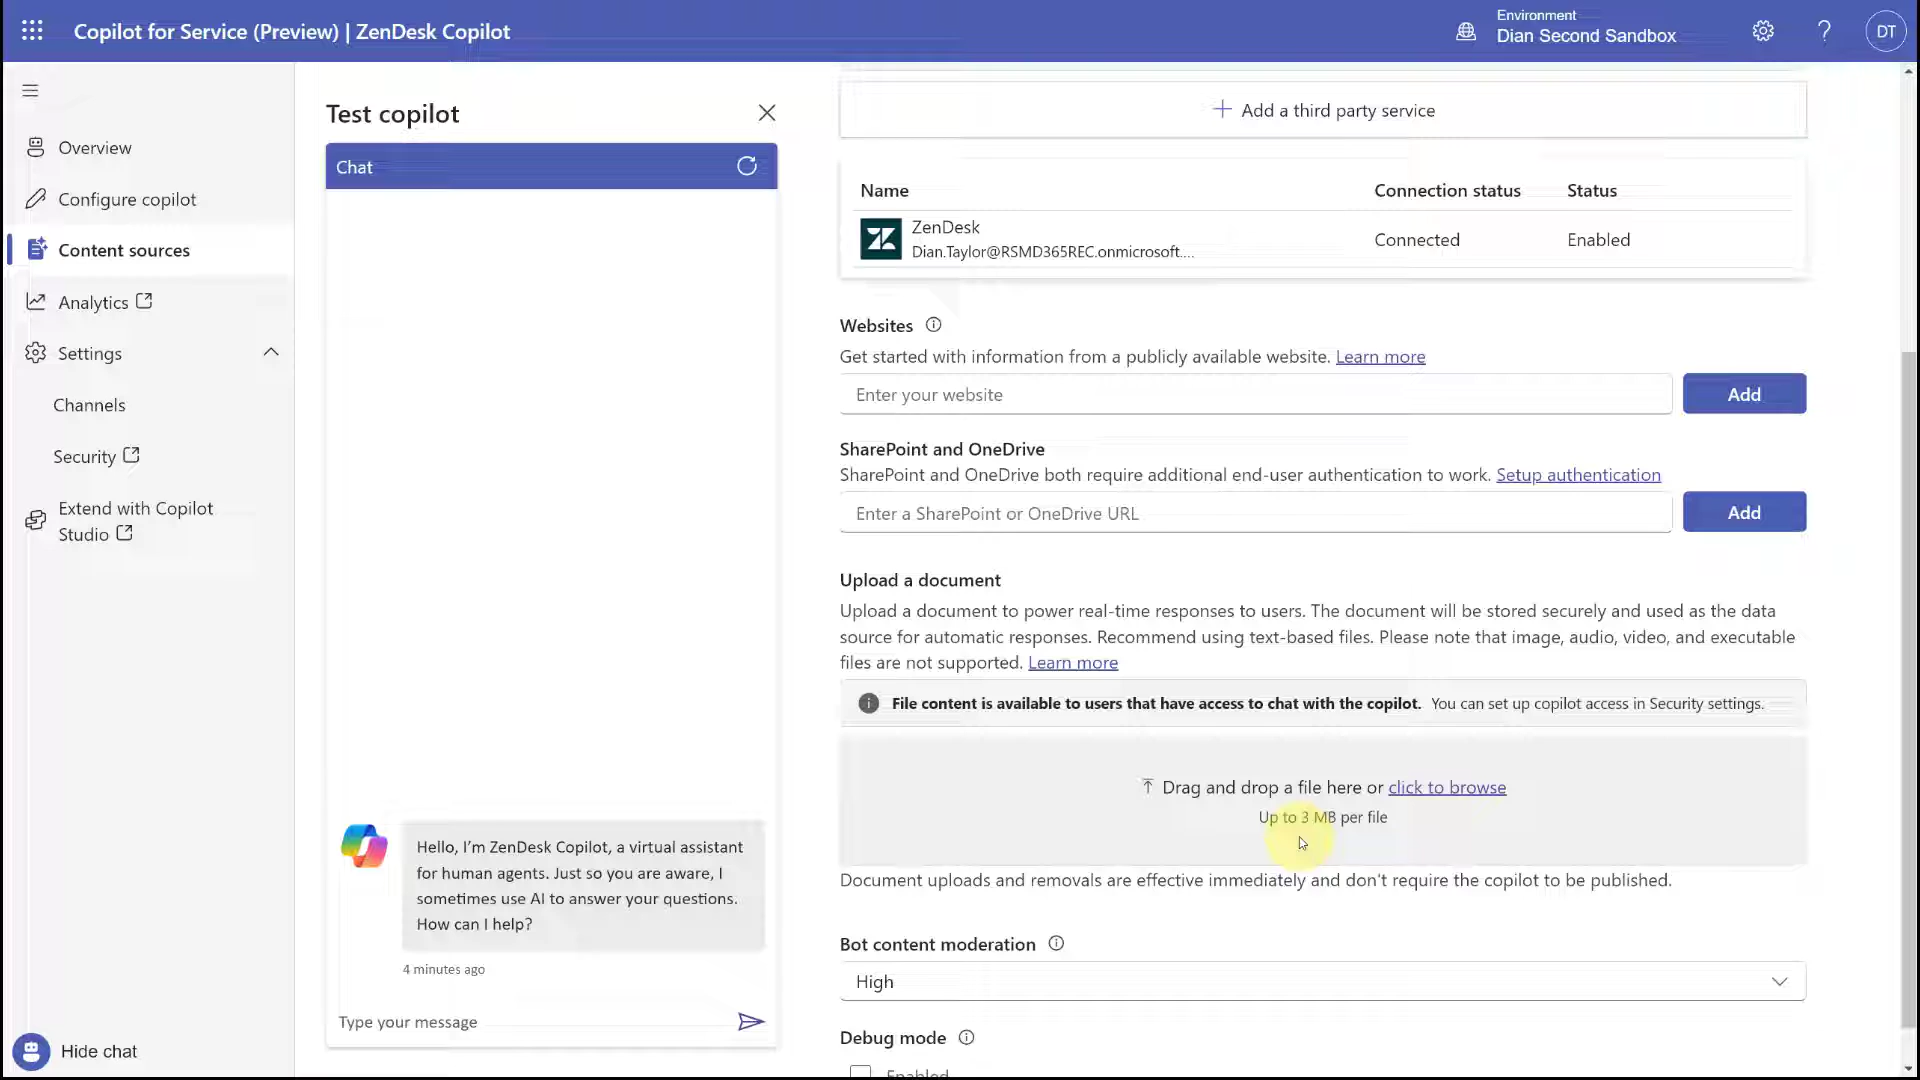 Copilot for Service (Preview) | ZenDesk Copilot
Environment
Dian Second Sandbox
?
DT
Overview
Configure copilot
Content sources
Analytics
Settings
Channels
Security
Extend with Copilot
Studio
Hide chat
Test copilot
Chat
Hello, I'm ZenDesk Copilot, a virtual assistant
for human agents. Just so you are aware, I
sometimes use AI to answer your questions.
How can I help?
4 minutes ago
Type your message
+ Add a third party service
Name Connection status Status
ZenDesk
Dian.Taylor@RSMD365REC.onmicrosoft....
Connected
Enabled
Websites
Get started with information from a publicly available website. Learn more
Enter your website
Add
SharePoint and OneDrive
SharePoint and OneDrive both require additional end-user authentication to work. Setup authentication
Enter a SharePoint or OneDrive URL
Add
Upload a document
Upload a document to power real-time responses to users. The document will be stored securely and used as the data
source for automatic responses. Recommend using text-based files. Please note that image, audio, video, and executable
files are not supported. Learn more
File content is available to users that have access to chat with the copilot. You can set up copilot access in Security settings.
Drag and drop a file here or click to browse
Up to 3 MB per file
Document uploads and removals are effective immediately and don't require the copilot to be published.
Bot content moderation
High
Debug mode
Enabled